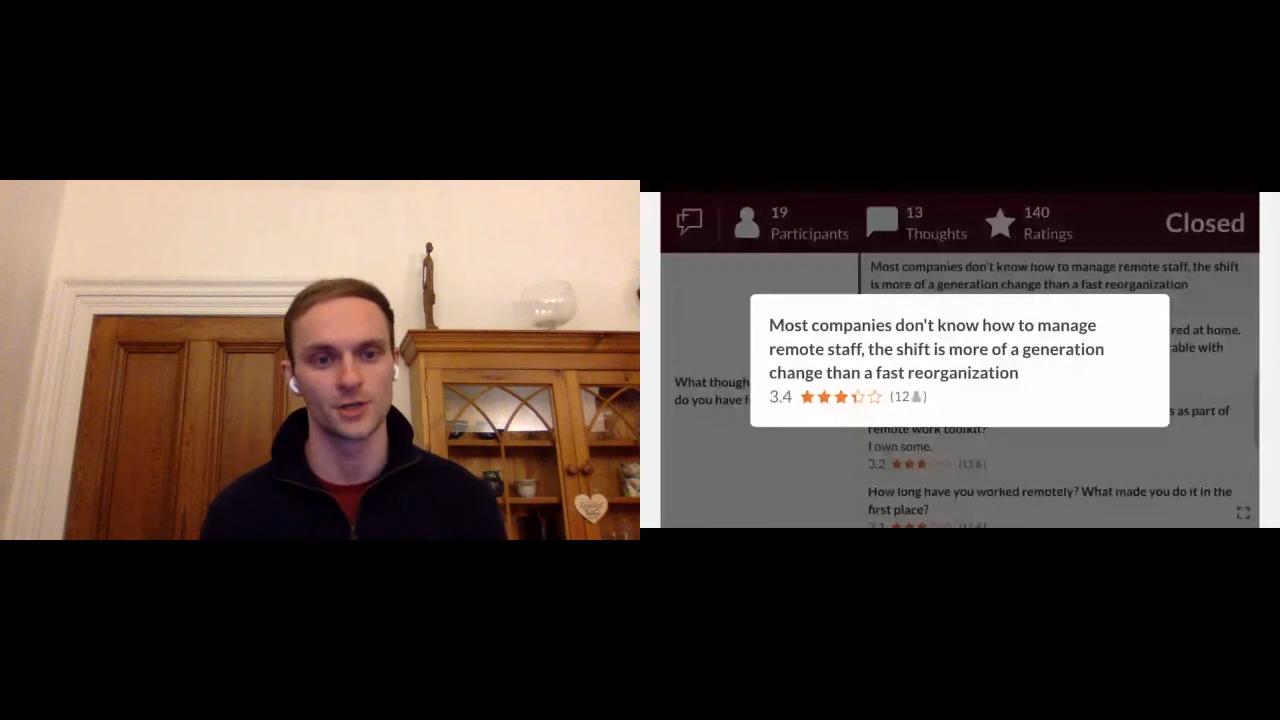 19
Participants
13
Thoughts
140
Ratings
Closed
Most companies don't know how to manage remote staff, the shift
is more of a generation change than a fast reorganization
Most companies don't know how to manage
remote staff, the shift is more of a generation
change than a fast reorganization
3.4 (12)
red at home.
with
What though
do you have f
s as part of
remote work toolkit?
I own some.
3.2 (13)
How long have you worked remotely? What made you do it in the
first place?
3.1